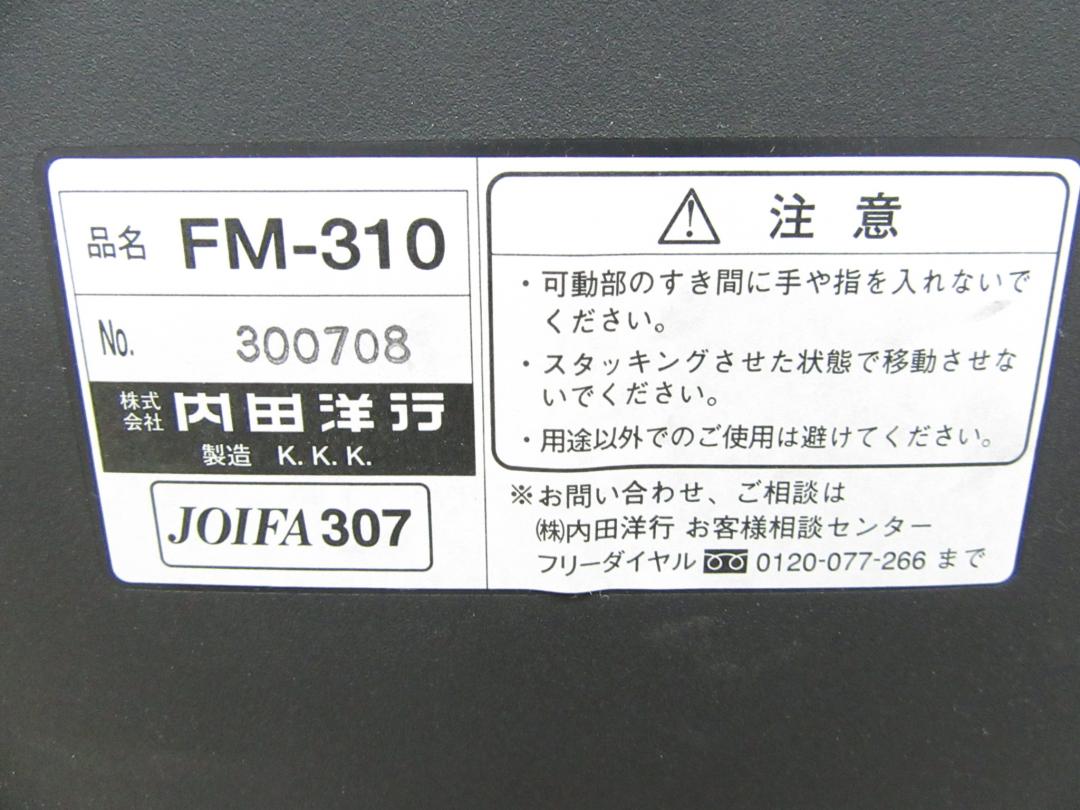 品名 FM-310
No. 300708
株式会社 内田洋行
製造 K.K.K.
JOIFA 307
注意
・可動部のすき間に手や指を入れないで
ください。
・スタッキングさせた状態で移動させな
いでください。
・用途以外でのご使用は避けてください。
※お問い合わせ、ご相談は
㈱内田洋行 お客様相談センター
フリーダイヤル 0120-077-266 まで